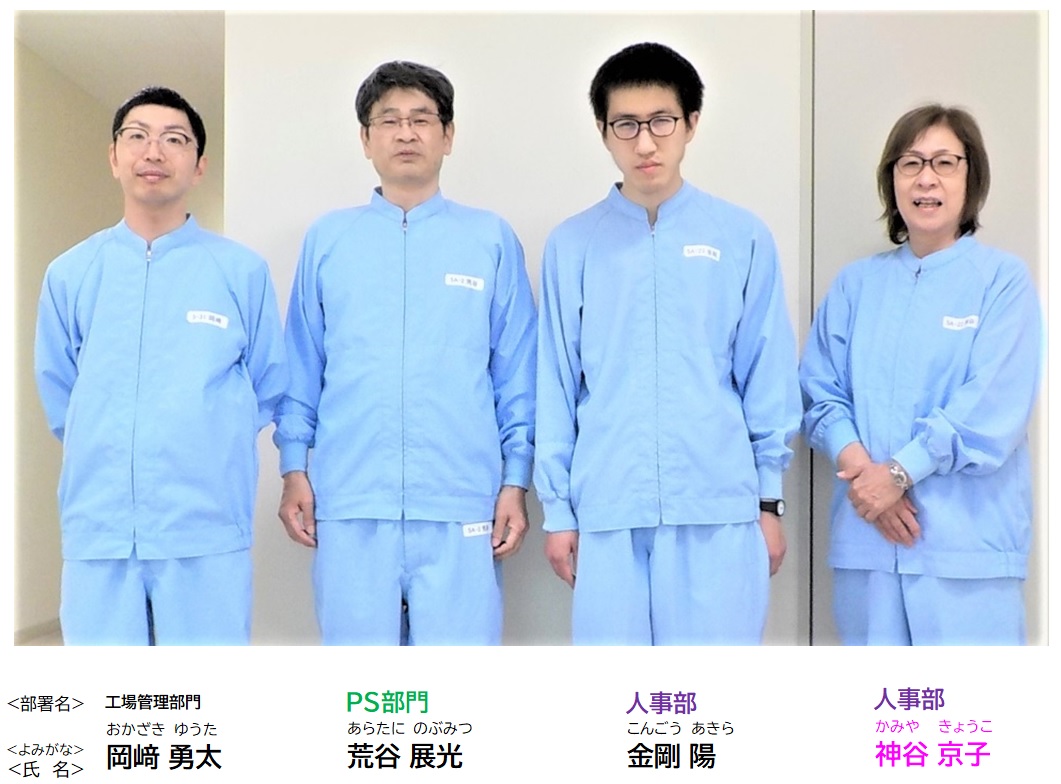 <部署名> 工場管理部門 PS部門 人事部 人事部
<よみがな> おかざき ゆうた あらたに のぶみつ こんごう あきら かみや きょうこ
<氏 名> 岡﨑 勇太 荒谷 展光 金剛 陽 神谷 京子